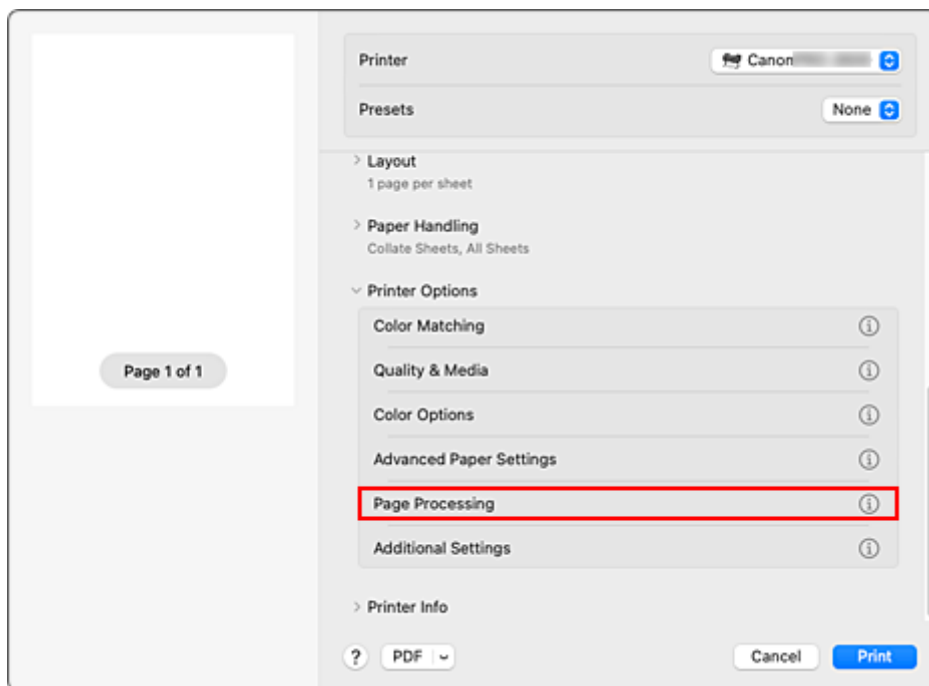 Printer
Canon
Presets
None
Layout
1 page per sheet
Paper Handling
Collate Sheets, All Sheets
Printer Options
Color Matching
Quality & Media
Color Options
Advanced Paper Settings
Page Processing
Additional Settings
Printer Info
Page 1 of 1
? PDF
Cancel
Print